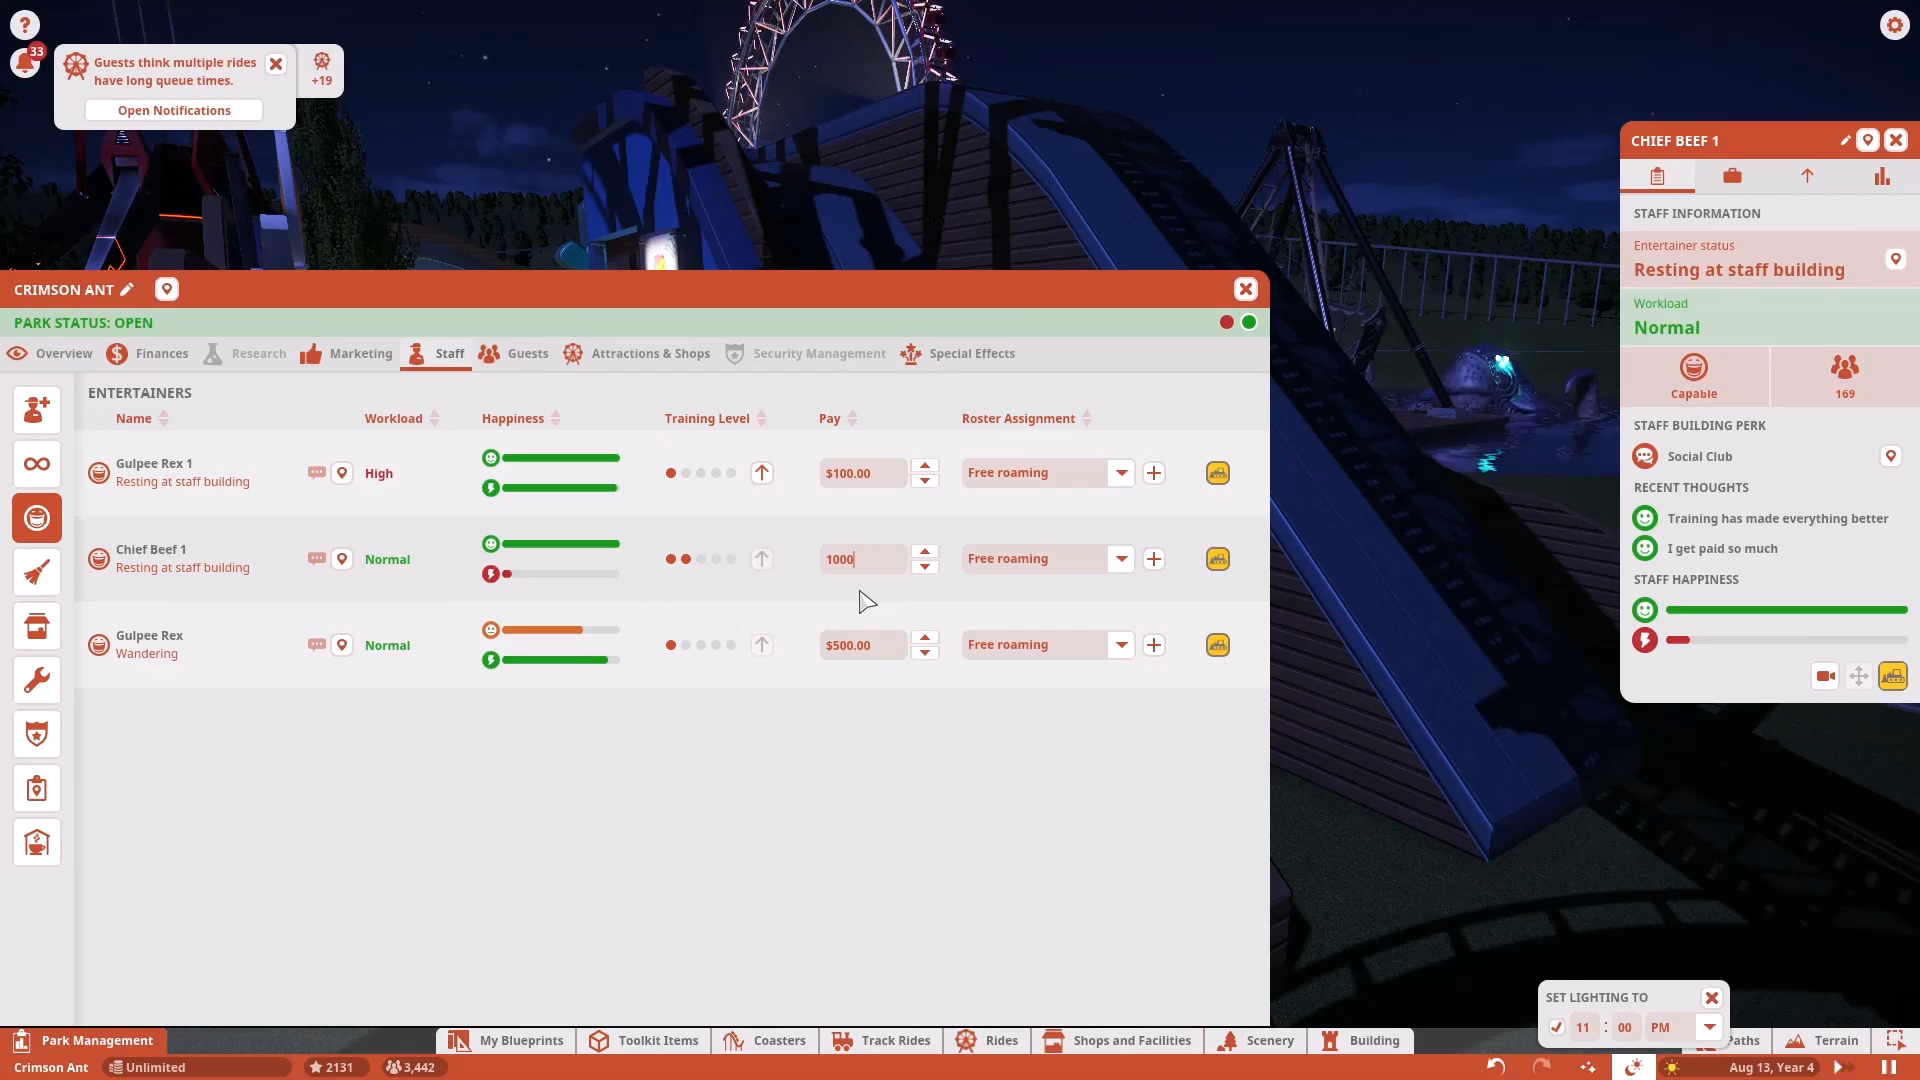 ?
33
Guests think multiple rides
have long queue times.
+19
Open Notifications
CHIEF BEEF 1
STAFF INFORMATION
Entertainer status
Resting at staff building
Workload
Normal
Capable
169
STAFF BUILDING PERK
Social Club
RECENT THOUGHTS
Training has made everything better
I get paid so much
STAFF HAPPINESS
CRIMSON ANT
PARK STATUS: OPEN
Overview
Finances
Research
Marketing
Staff
Guests
Attractions & Shops
Security Management
Special Effects
ENTERTAINERS
Name
Workload
Happiness
Training Level
Pay
Roster Assignment
Gulpee Rex 1
Resting at staff building
High
$100.00
Free roaming
Chief Beef 1
Resting at staff building
Normal
1000
Free roaming
Gulpee Rex
Wandering
Normal
$500.00
Free roaming
SET LIGHTING TO
11 : 00 PM
Park Management
My Blueprints
Toolkit Items
Coasters
Track Rides
Rides
Shops and Facilities
Scenery
Building
Paths
Terrain
Crimson Ant
Unlimited
2131
3,442
Aug 13, Year 4